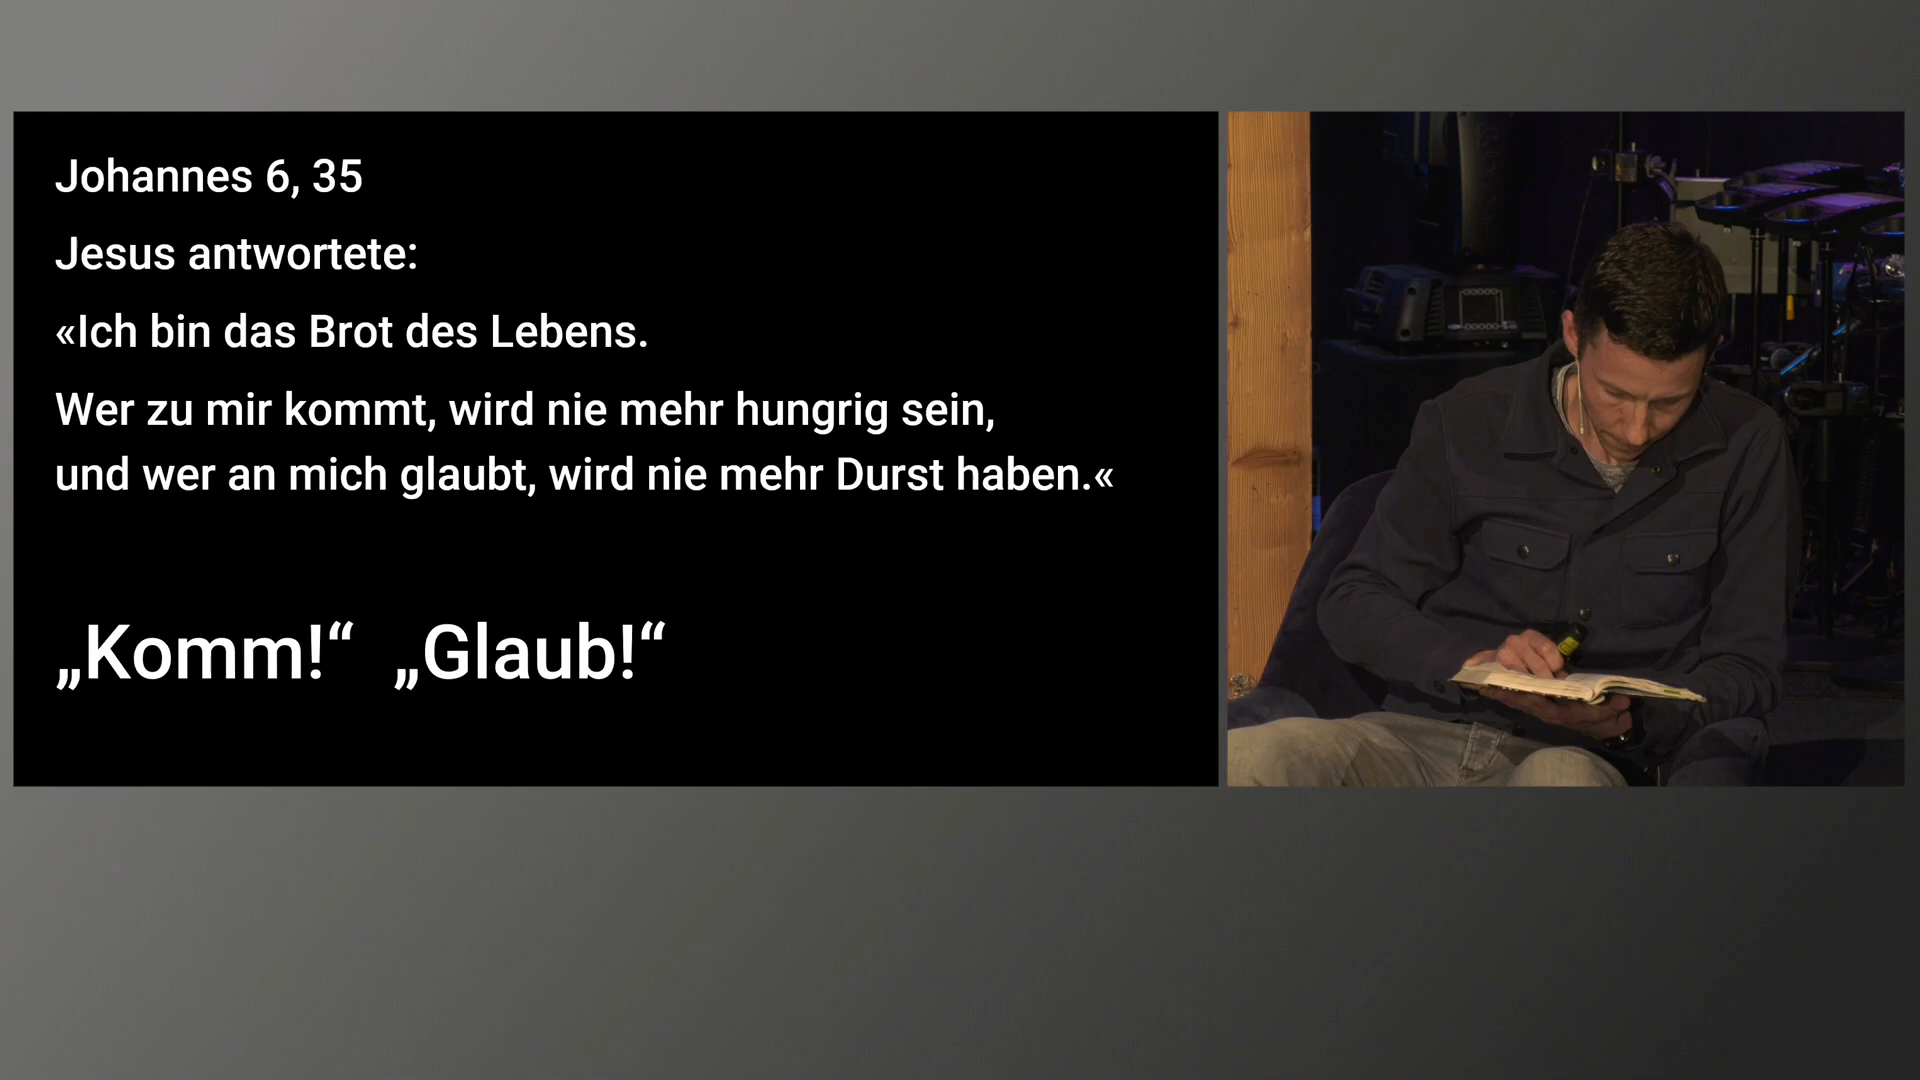 Johannes 6, 35
Jesus antwortete:
«Ich bin das Brot des Lebens.
Wer zu mir kommt, wird nie mehr hungrig sein,
und wer an mich glaubt, wird nie mehr Durst haben.«
„Komm!“ „Glaub!“